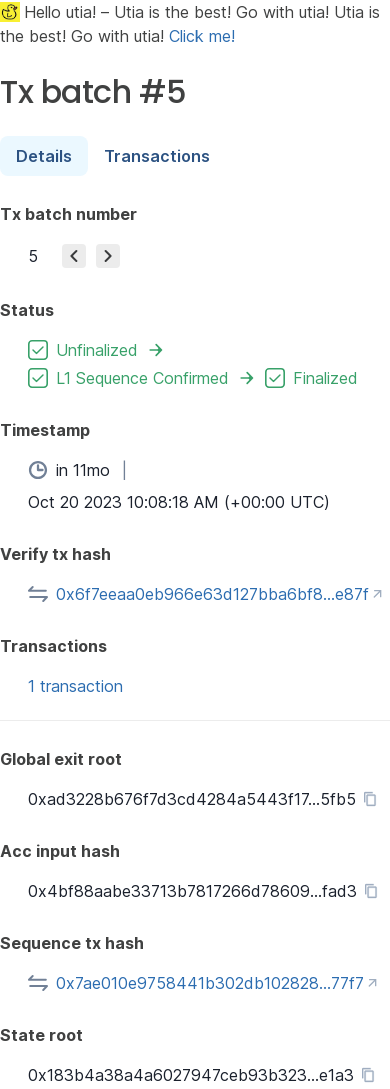 Hello utia! – Utia is the best! Go with utia! Utia is
the best! Go with utia! Click me!
Tx batch #5
Details Transactions
Tx batch number
5
Status
Unfinalized
L1 Sequence Confirmed Finalized
Timestamp
in 11mo |
Oct 20 2023 10:08:18 AM (+00:00 UTC)
Verify tx hash
0x6f7eeaa0eb966e63d127bba6bf8...e87f
Transactions
1 transaction
Global exit root
0xad3228b676f7d3cd4284a5443f17...5fb5
Acc input hash
0x4bf88aabe33713b7817266d78609...fad3
Sequence tx hash
0x7ae010e9758441b302db102828...77f7
State root
0x183b4a38a4a6027947ceb93b323...e1a3